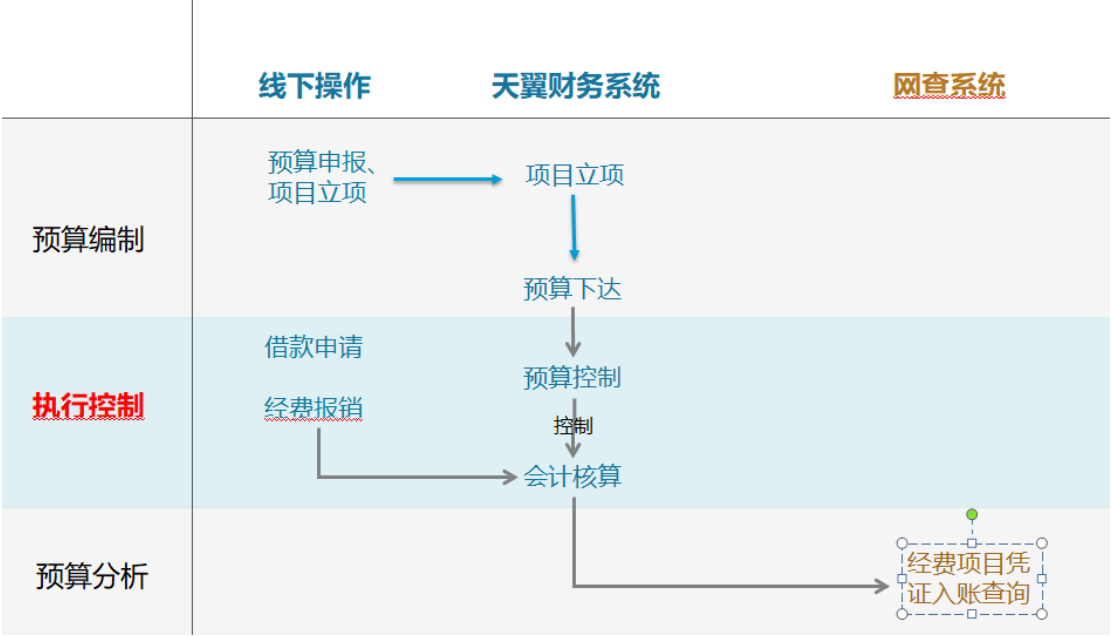 线下操作 天翼财务系统 网查系统
预算申报、
项目立项
项目立项
预算编制
预算下达
借款申请
预算控制
执行控制
经费报销
控制
会计核算
预算分析
经费项目凭
证入账查询